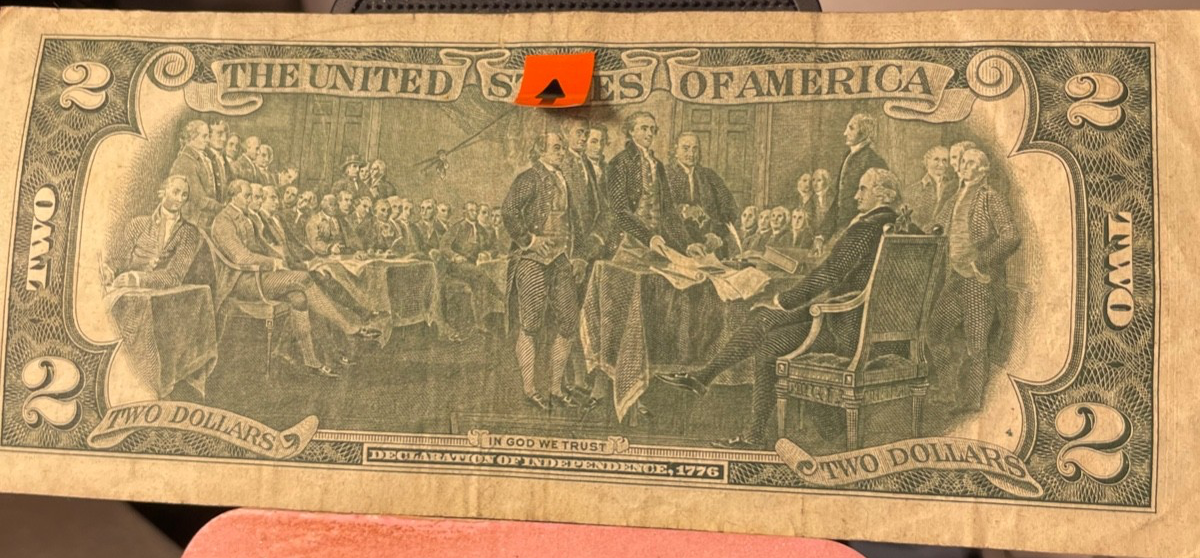 2
THE UNITED S ES OF AMERICA
2
TWO
TWO
2
TWO DOLLARS
IN GOD WE TRUST
DECLARATION OF INDEPENDENCE, 1776
TWO DOLLARS
2